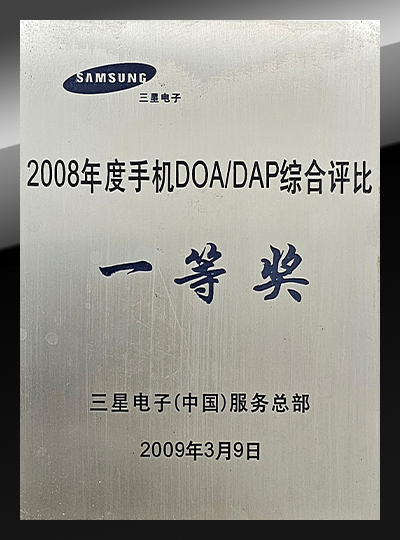 SAMSUNG
三星电子
2008年度手机DOA/DAP综合评比
一等奖
三星电子(中国)服务总部
2009年3月9日